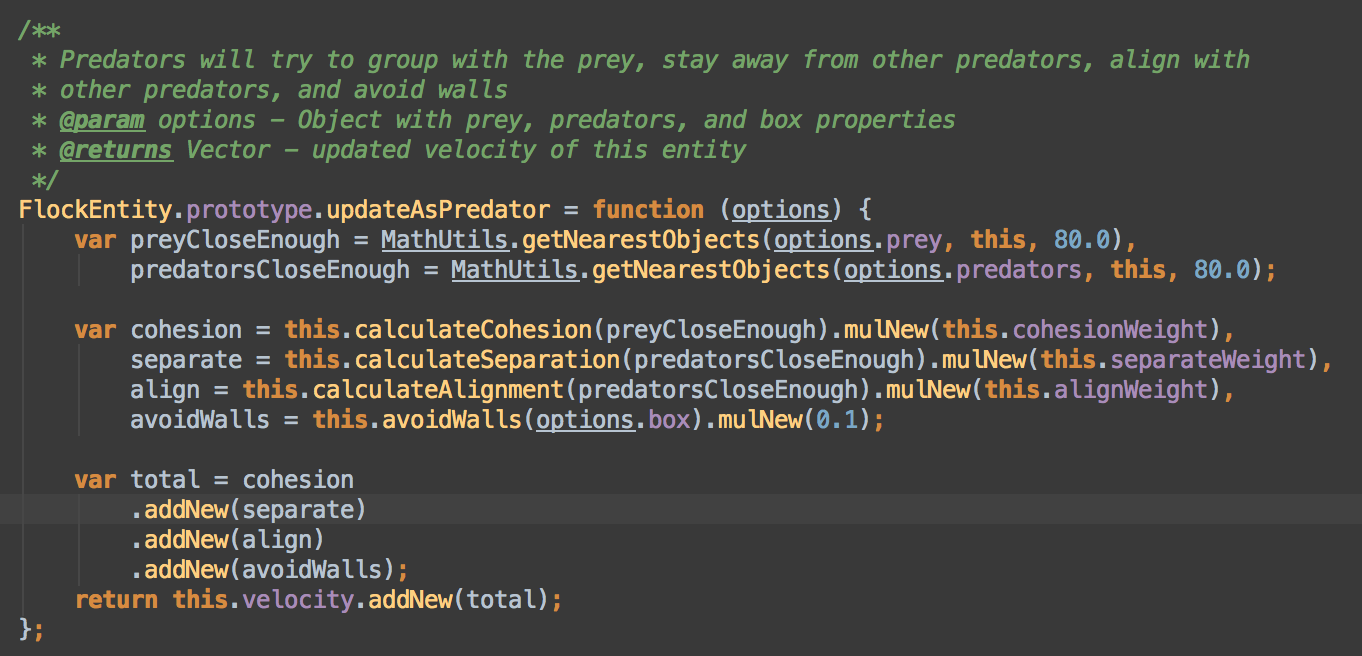 /**
 * Predators will try to group with the prey, stay away from other predators, align with
 * other predators, and avoid walls
 * @param options – Object with prey, predators, and box properties
 * @returns Vector – updated velocity of this entity
 */
FlockEntity.prototype.updateAsPredator = function (options) {
    var preyCloseEnough = MathUtils.getNearestObjects(options.prey, this, 80.0),
        predatorsCloseEnough = MathUtils.getNearestObjects(options.predators, this, 80.0);

    var cohesion = this.calculateCohesion(preyCloseEnough).mulNew(this.cohesionWeight),
        separate = this.calculateSeparation(predatorsCloseEnough).mulNew(this.separateWeight),
        align = this.calculateAlignment(predatorsCloseEnough).mulNew(this.alignWeight),
        avoidWalls = this.avoidWalls(options.box).mulNew(0.1);

    var total = cohesion
        .addNew(separate)
        .addNew(align)
        .addNew(avoidWalls);
    return this.velocity.addNew(total);
};